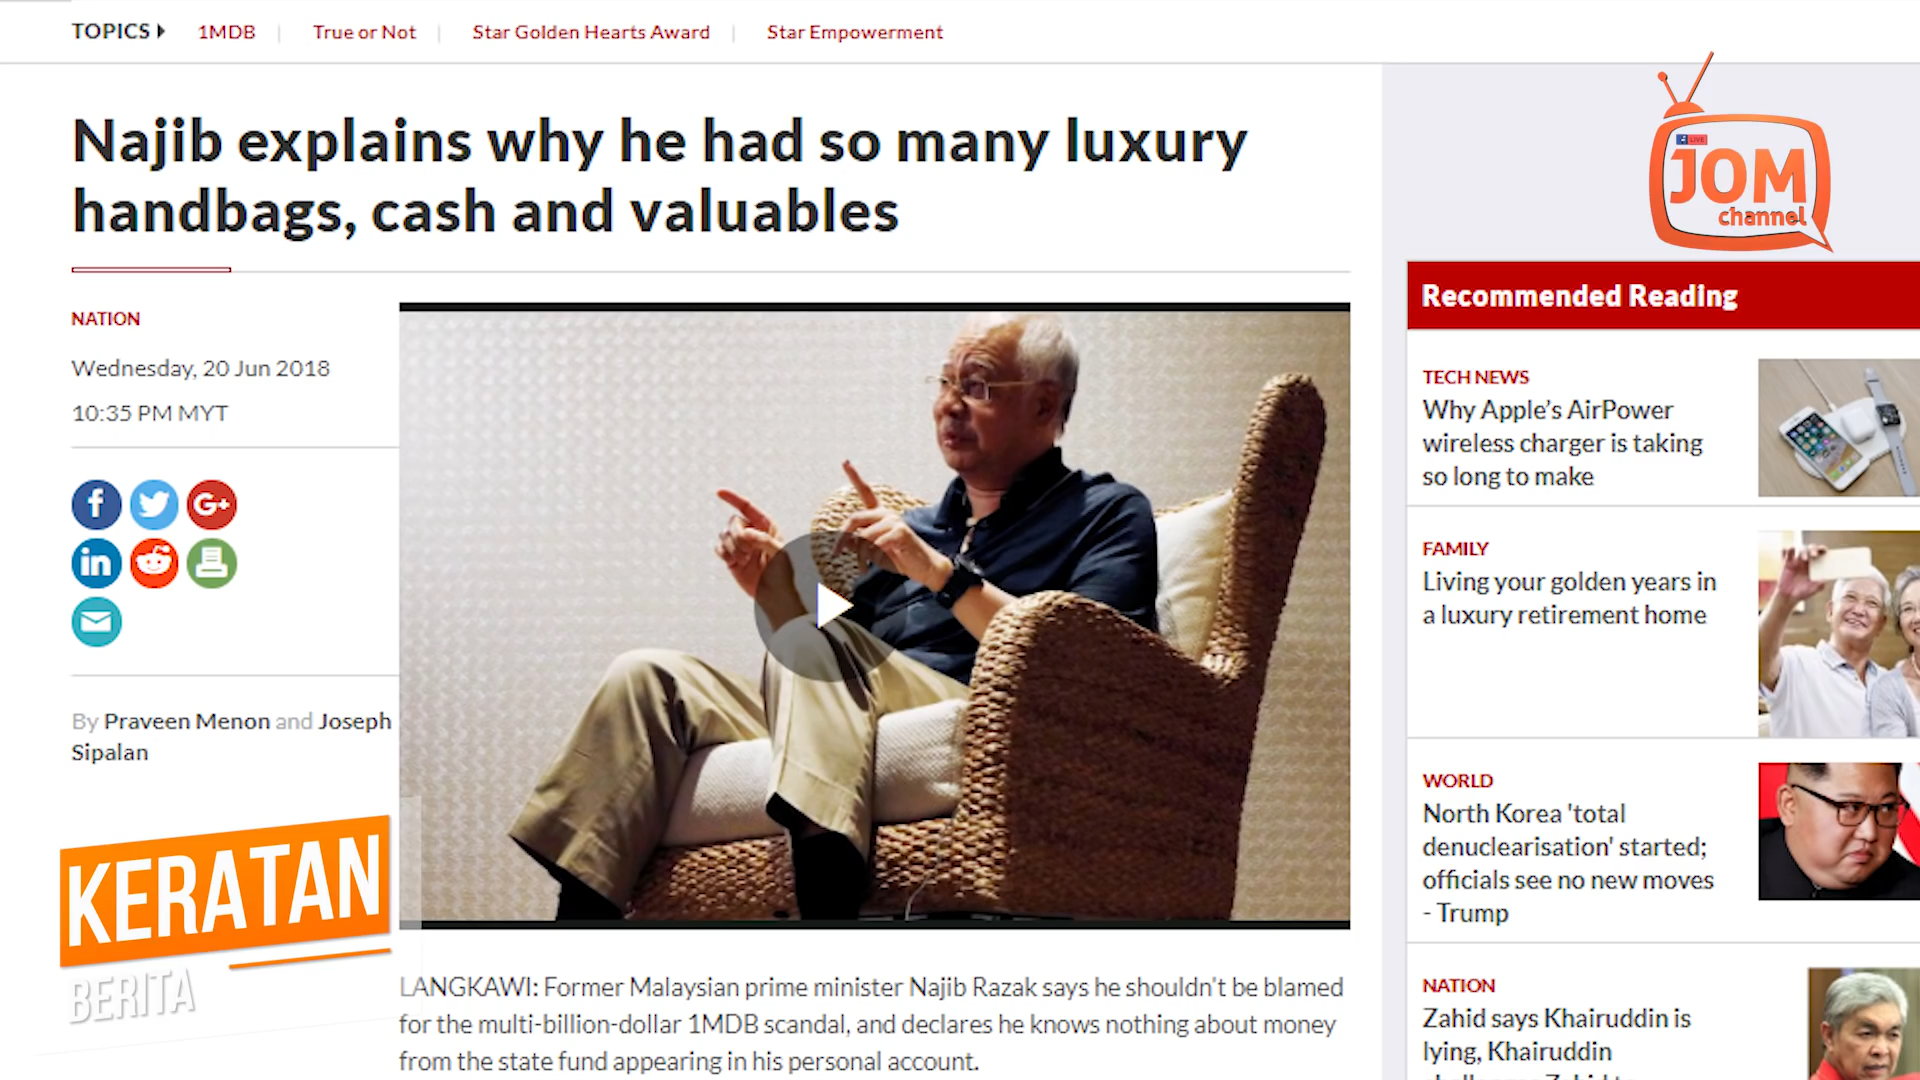 TOPICS
1MDB
True or Not
Star Golden Hearts Award
Star Empowerment
Najib explains why he had so many luxury
handbags, cash and valuables
NATION
Wednesday, 20 Jun 2018
10:35 PM MYT
f
G+
in
By Praveen Menon and Joseph
Sipalan
KERATAN
BERITA
LANGKAWI: Former Malaysian prime minister Najib Razak says he shouldn't be blamed
for the multi-billion-dollar 1MDB scandal, and declares he knows nothing about money
from the state fund appearing in his personal account.
LIVE
JOM
channel
Recommended Reading
TECH NEWS
Why Apple’s AirPower
wireless charger is taking
so long to make
FAMILY
Living your golden years in
a luxury retirement home
WORLD
North Korea 'total
denuclearisation' started;
officials see no new moves
- Trump
NATION
Zahid says Khairuddin is
lying, Khairuddin